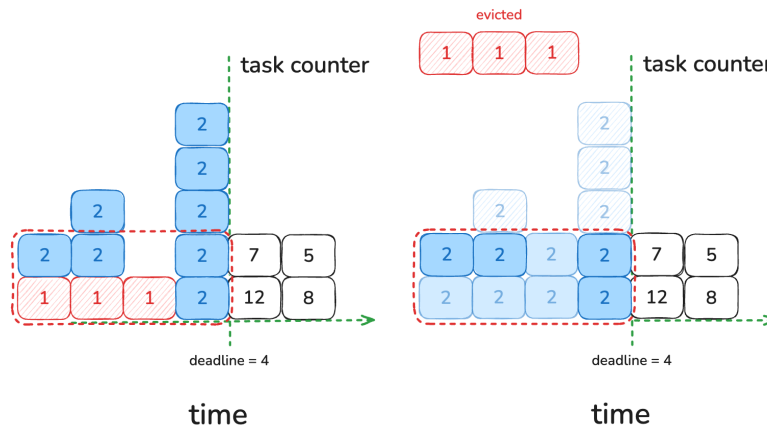 evicted
1 1 1
task counter
task counter
2 2
2 2
2 2 2 2
2 2 2 7 5
2 2 2 2 7 5
1 1 1 2 12 8
2 2 2 2 12 8
deadline = 4
deadline = 4
time
time